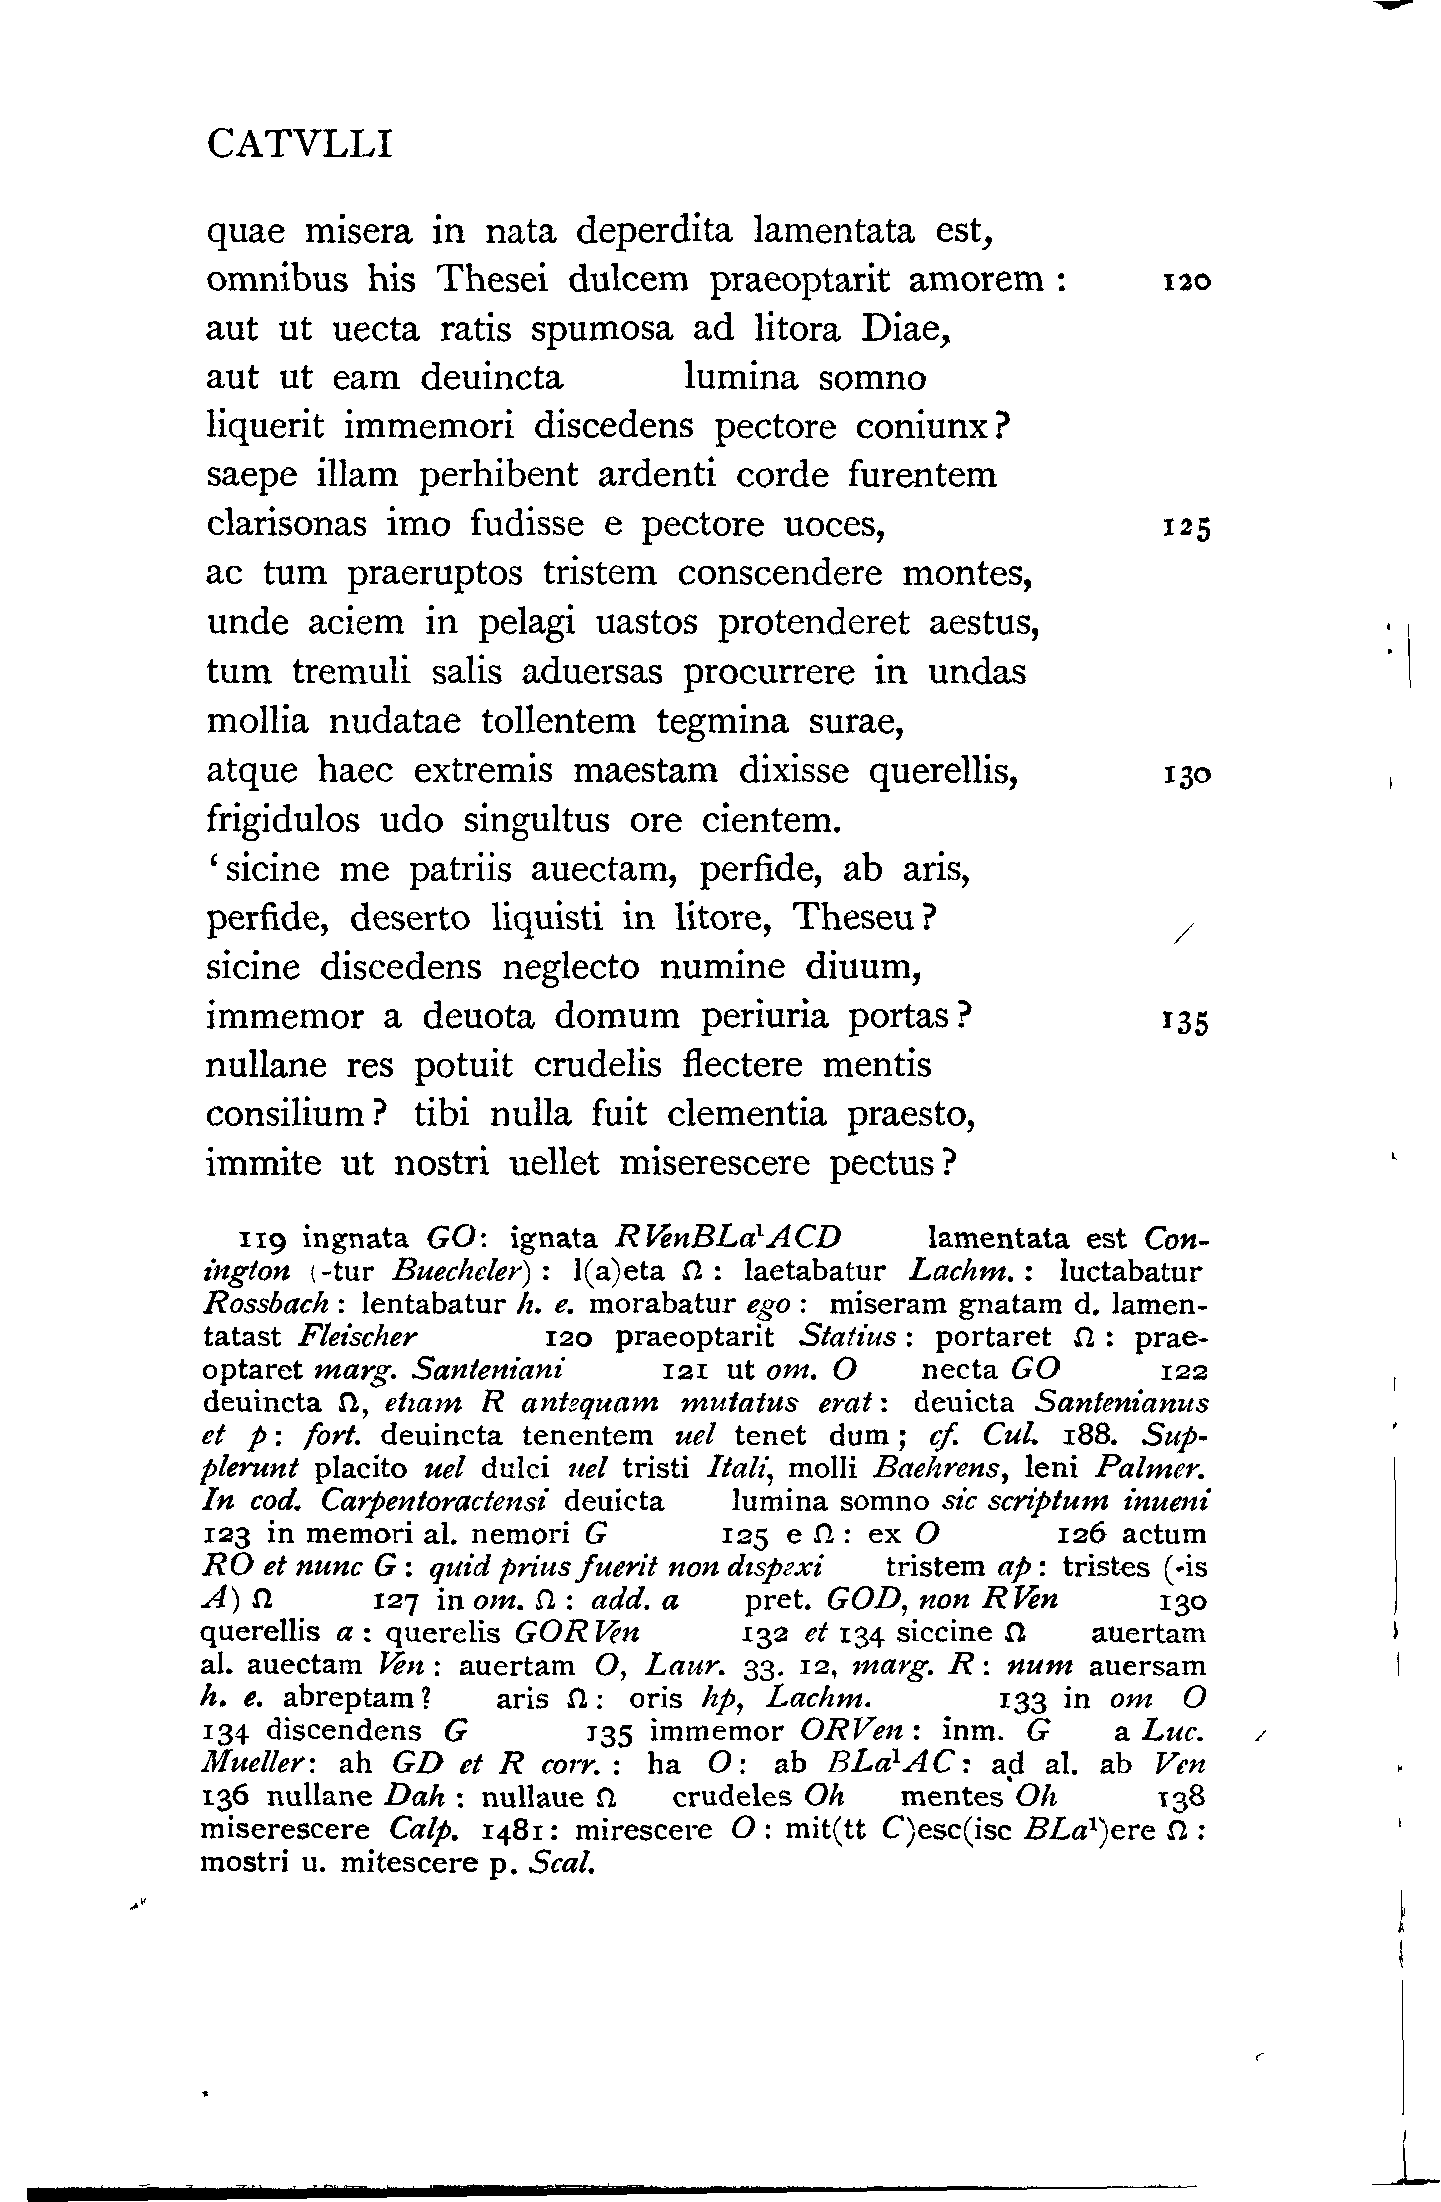 CATVLLI
quae misera in nata deperdita lamentata est,
omnibus his Thesei dulcem praeoptarit amorem : 120
aut ut uecta ratis spumosa ad litora Diae,
aut ut eam deuincta lumina somno
liquerit immemori discedens pectore coniunx?
saepe illam perhibent ardenti corde furentem
clarisonas imo fudisse e pectore uoces, 125
ac tum praeruptos tristem conscendere montes,
unde aciem in pelagi uastos protenderet aestus,
tum tremuli salis aduersas procurrere in undas
mollia nudatae tollentem tegmina surae,
atque haec extremis maestam dixisse querellis, 130
frigidulos udo singultus ore cientem.
‘sicine me patriis auectam, perfide, ab aris,
perfide, deserto liquisti in litore, Theseu?
sicine discedens neglecto numine diuum,
immemor a deuota domum periuria portas? 135
nullane res potuit crudelis flectere mentis
consilium? tibi nulla fuit clementia praesto,
immite ut nostri uellet miserescere pectus?
119 ingnata GO: ignata RVenBLa¹ACD lamentata est Con-
ington (-tur Buecheler) : l(a)eta Ω : laetabatur Lachm. : luctabatur
Rossbach : lentabatur h. e. morabatur ego : miseram gnatam d. lamen-
tatast Fleischer 120 praeoptarit Statius : portaret Ω : prae-
optaret marg. Santeniani 121 ut om. O necta GO 122
deuincta Ω, etiam R antequam mutatus erat : deuicta Santenianus
et p : fort. deuincta tenentem uel tenet dum ; cf. Cul. 188. Sup-
plerunt placito uel dulci uel tristi Itali, molli Baehrens, leni Palmer.
In cod. Carpentoractensi deuicta lumina somno sic scriptum inueni
123 in memori al. nemori G 125 e Ω : ex O 126 actum
RO et nunc G : quid prius fuerit non dispexi tristem ap : tristes (-is
A) Ω 127 in om. Ω : add. a pret. GOD, non RVen 130
querellis a : querelis GORVen 132 et 134 siccine Ω auertam
al. auectam Ven : auertam O, Laur. 33. 12, marg. R : num auersam
h. e. abreptam? aris Ω : oris hp, Lachm. 133 in om O
134 discendens G 135 immemor ORVen : inm. G a Luc.
Mueller: ah GD et R corr. : ha O: ab BLa¹AC: ad al. ab Ven
136 nullane Dah : nullaue Ω crudeles Oh mentes Oh 138
miserescere Calp. 1481: mirescere O : mit(tt C)esc(isc BLa¹)ere Ω :
mostri u. mitescere p. Scal.